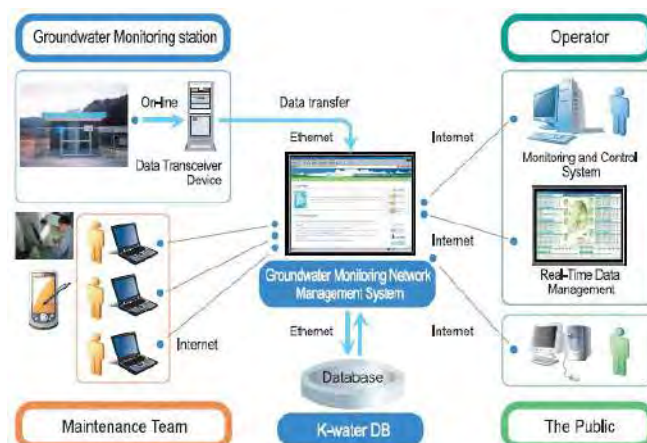 Groundwater Monitoring station
Operator
On-line
Data transfer
Ethernet
Internet
Data Transceiver
Device
Monitoring and Control
System
Internet
Real-Time Data
Management
Groundwater Monitoring Network
Management System
Internet
Ethernet
Internet
Database
Maintenance Team
K-water DB
The Public